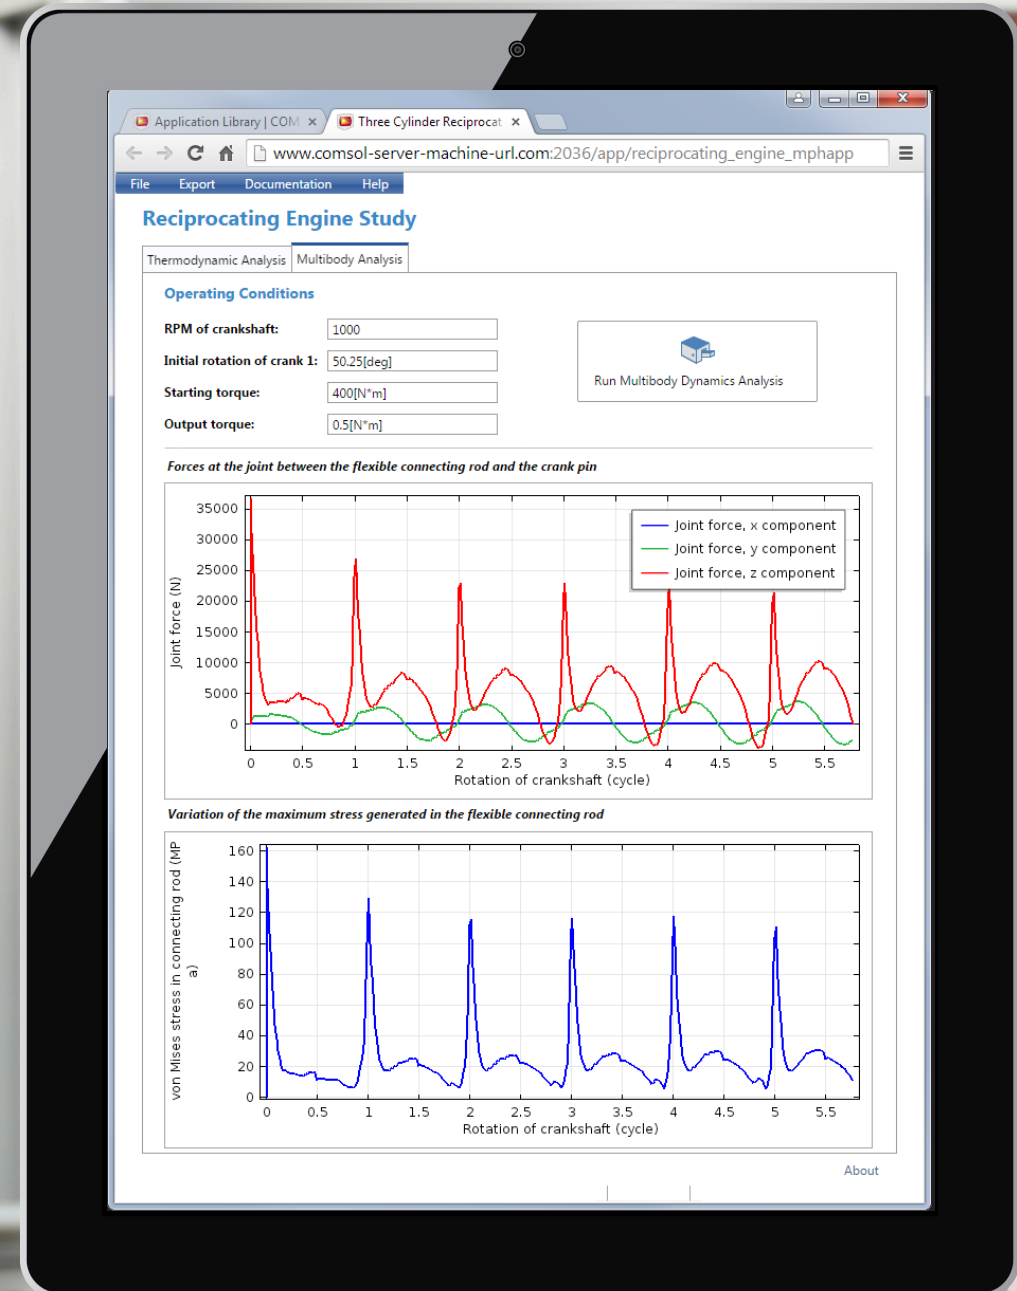 Application Library | COM
Three Cylinder Reciprocat
www.comsol-server-machine-url.com:2036/app/reciprocating_engine_mphapp
File Export Documentation Help
Reciprocating Engine Study
Thermodynamic Analysis Multibody Analysis
Operating Conditions
RPM of crankshaft: 1000
Initial rotation of crank 1: 50.25[deg]
Starting torque: 400[N*m]
Output torque: 0.5[N*m]
Run Multibody Dynamics Analysis
Forces at the joint between the flexible connecting rod and the crank pin
Joint force (N)
35000
30000
25000
20000
15000
10000
5000
0
Joint force, x component
Joint force, y component
Joint force, z component
0 0.5 1 1.5 2 2.5 3 3.5 4 4.5 5 5.5
Rotation of crankshaft (cycle)
Variation of the maximum stress generated in the flexible connecting rod
von Mises stress in connecting rod (MP
a)
160
140
120
100
80
60
40
20
0
0 0.5 1 1.5 2 2.5 3 3.5 4 4.5 5 5.5
Rotation of crankshaft (cycle)
About